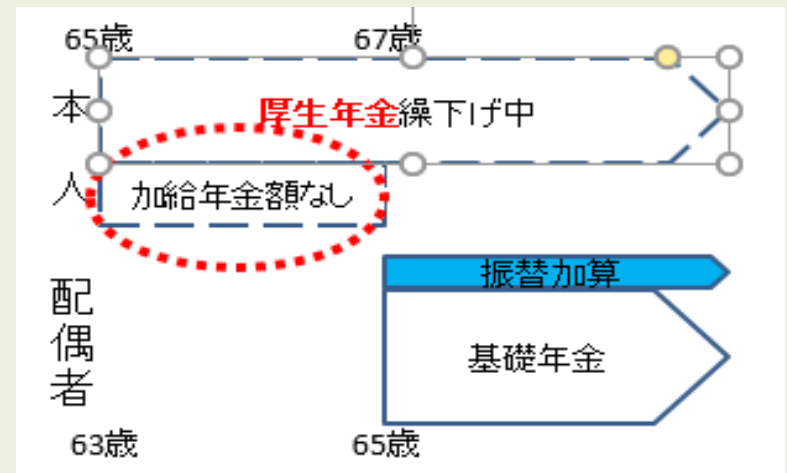 65歳 67歳
本人
厚生年金繰下げ中
加給年金額なし
配偶者
振替加算
基礎年金
63歳 65歳